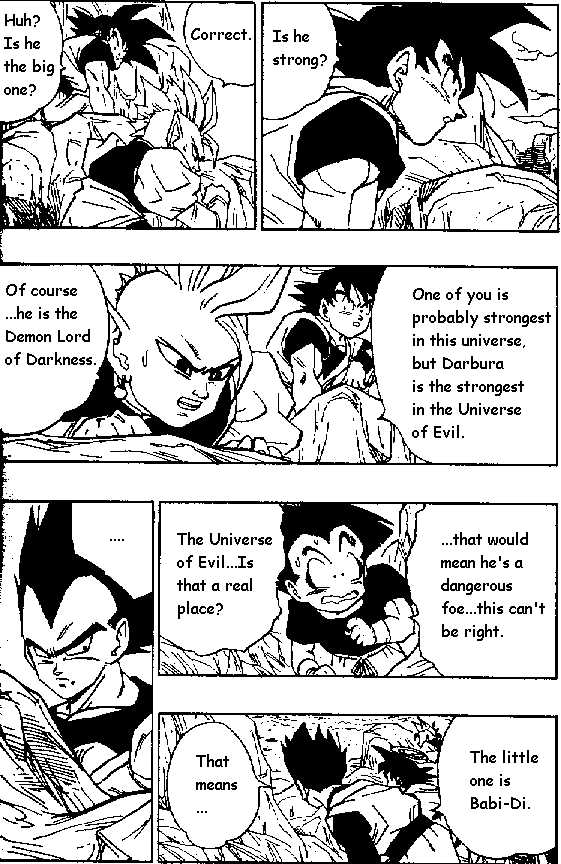 Huh?
Is he
the big
one?
Correct.
Is he
strong?
Of course
...he is the
Demon Lord
of Darkness.
One of you is
probably strongest
in this universe,
but Darbura
is the strongest
in the Universe
of Evil.
....
The Universe
of Evil...Is
that a real
place?
...that would
mean he's a
dangerous
foe...this can't
be right.
That
means
...
The little
one is
Babi-Di.